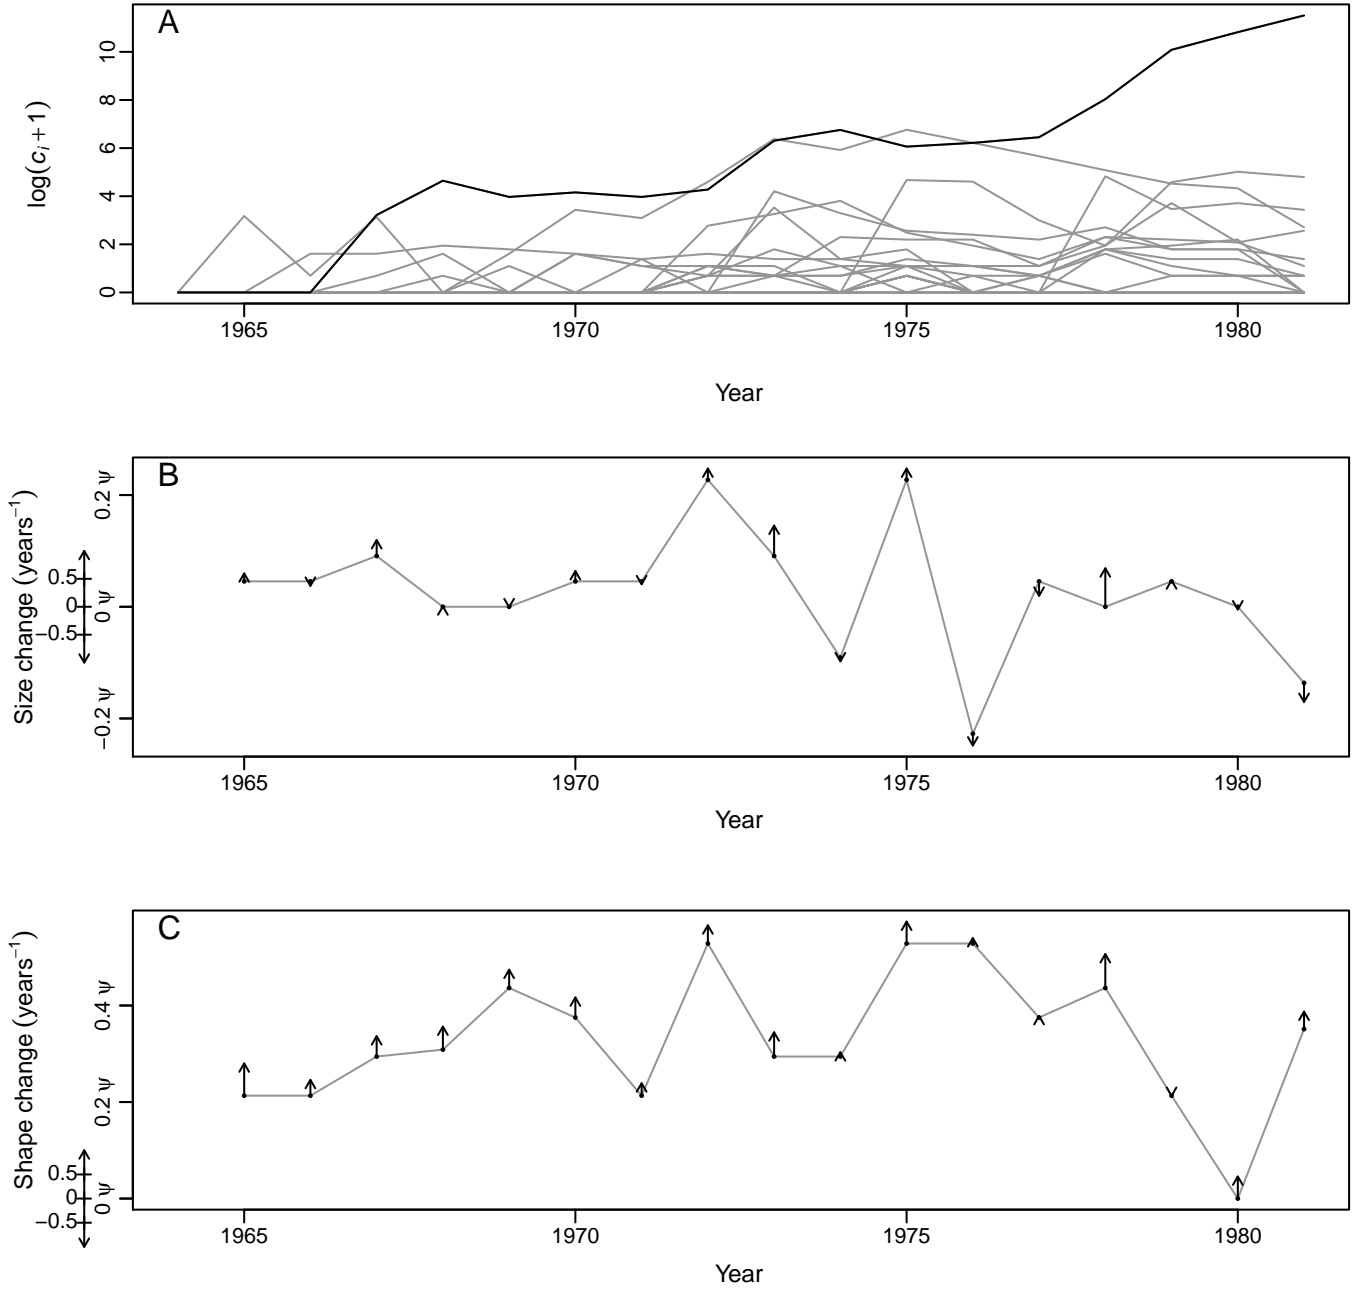 A
log(cᵢ+1)
10
8
6
4
2
0
1965 1970 1975 1980
Year
B
Size change (years⁻¹)
0.5
0
−0.5
0.2 ψ
0 ψ
−0.2 ψ
1965 1970 1975 1980
Year
C
Shape change (years⁻¹)
0.4 ψ
0.2 ψ
0 ψ
0.5
0
−0.5
1965 1970 1975 1980
Year